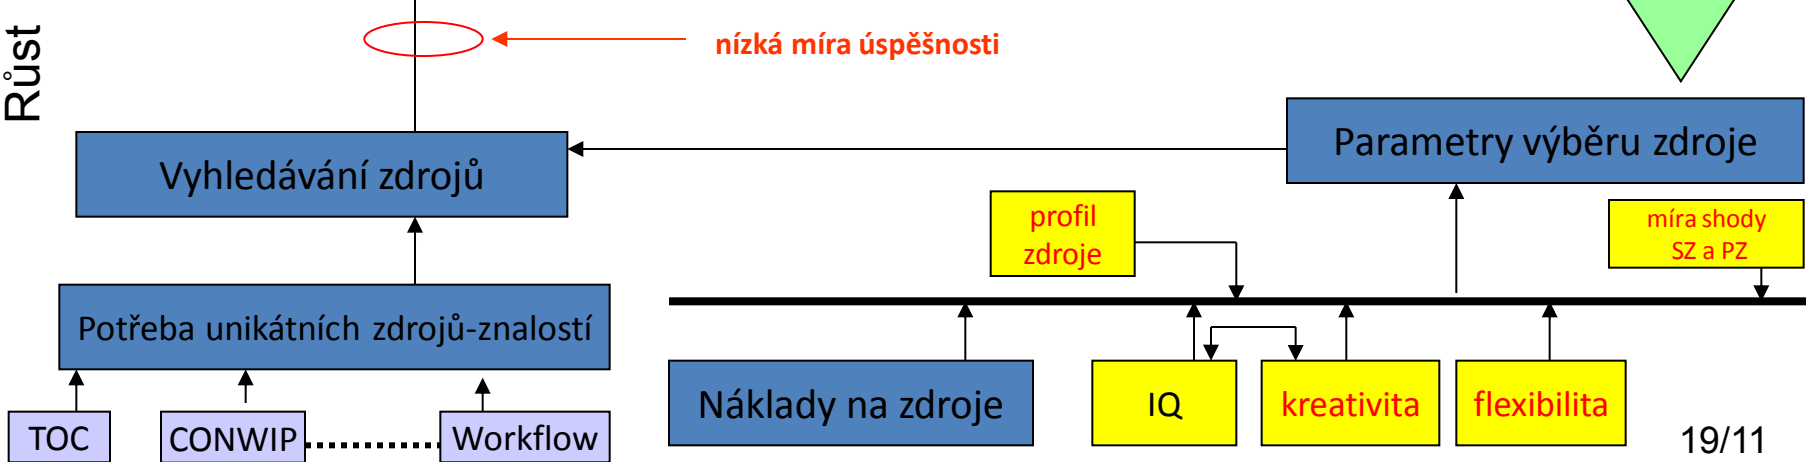 Růst
nízká míra úspěšnosti
Parametry výběru zdroje
Vyhledávání zdrojů
profil
zdroje
míra shody
SZ a PZ
Potřeba unikátních zdrojů-znalostí
Náklady na zdroje
IQ
kreativita
flexibilita
TOC
CONWIP
Workflow
19/11